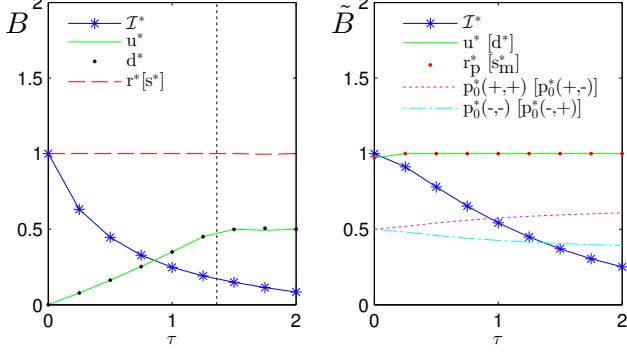 B
2
1.5
1
0.5
0
0
1
2
τ
I*
u*
d*
r*[s*]
B̃
2
1.5
1
0.5
0
0
1
2
τ
I*
u* [d*]
r*p [s*m]
p*0(+,+) [p*0(+,-)]
p*0(-,-) [p*0(-,+)]